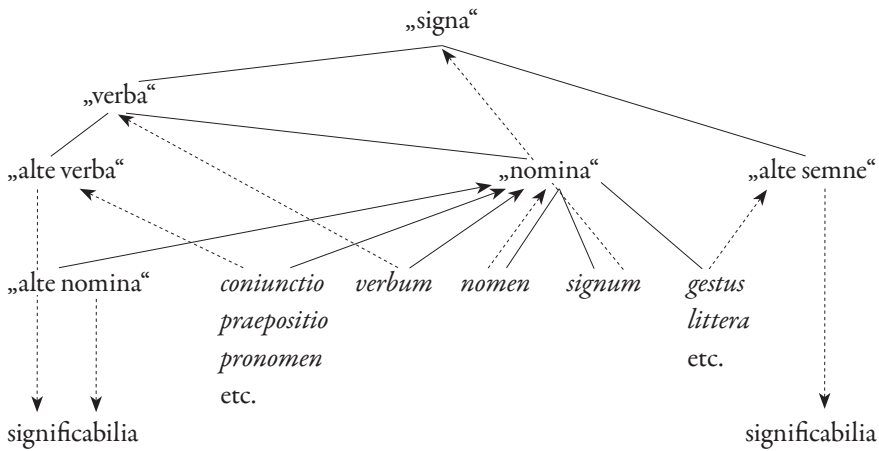 „signa“
„verba“
„alte verba“ „nomina“ „alte semne“
„alte nomina“ coniunctio verbum nomen signum gestus
praepositio littera
pronomen etc.
etc.
significabilia significabilia